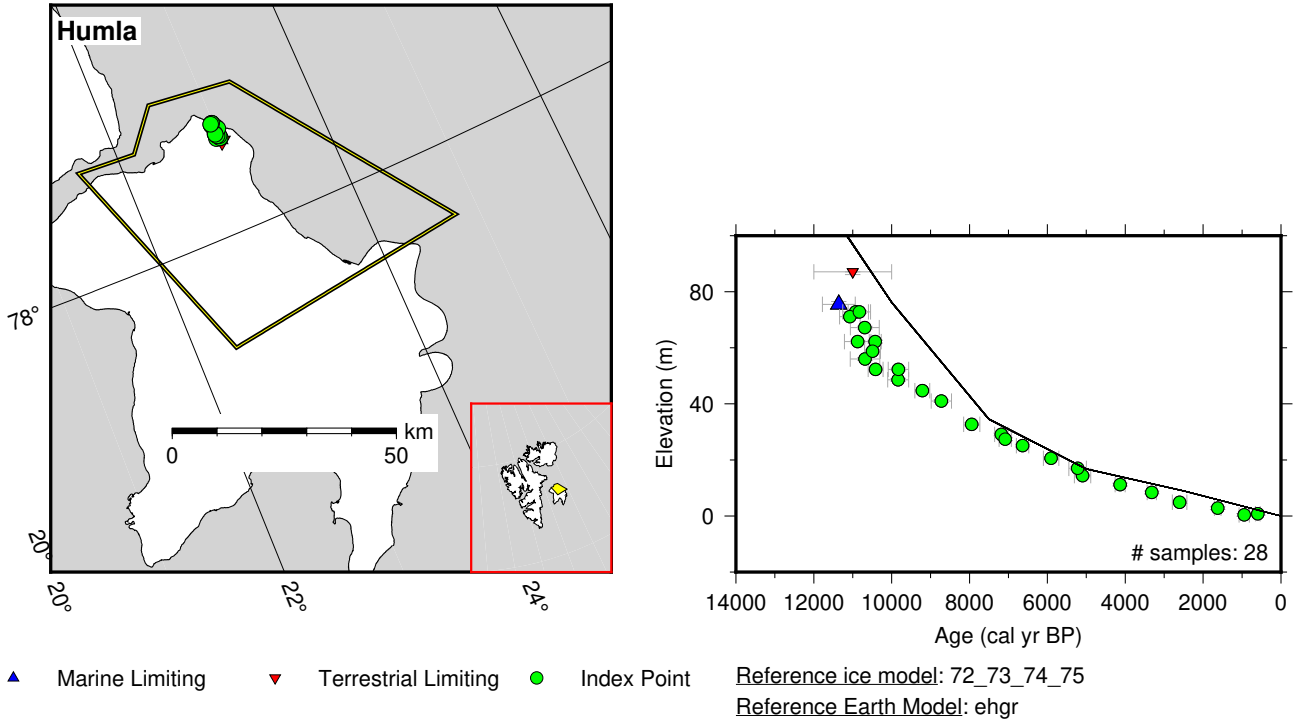 Humla
78°
20°
20°
22°
24°
0
50
km
80
40
0
Elevation (m)
# samples: 28
14000 12000 10000 8000 6000 4000 2000 0
Age (cal yr BP)
Marine Limiting
Terrestrial Limiting
Index Point
Reference ice model: 72_73_74_75
Reference Earth Model: ehgr